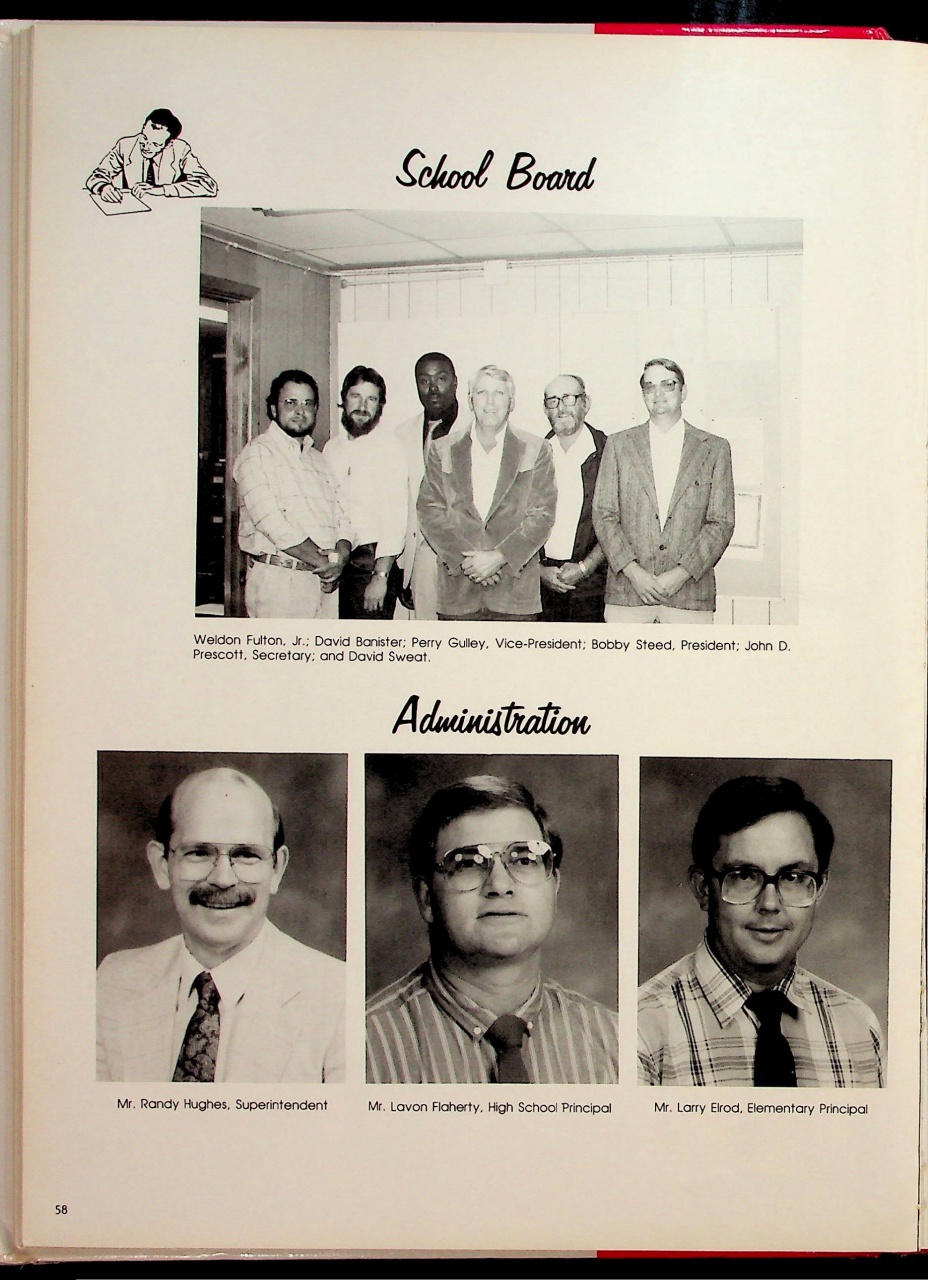 School Board
Weldon Fulton, Jr.; David Banister; Perry Gulley, Vice-President; Bobby Steed, President; John D.
Prescott, Secretary; and David Sweat.
Administration
Mr. Randy Hughes, Superintendent
Mr. Lavon Flaherty, High School Principal
Mr. Larry Elrod, Elementary Principal
58